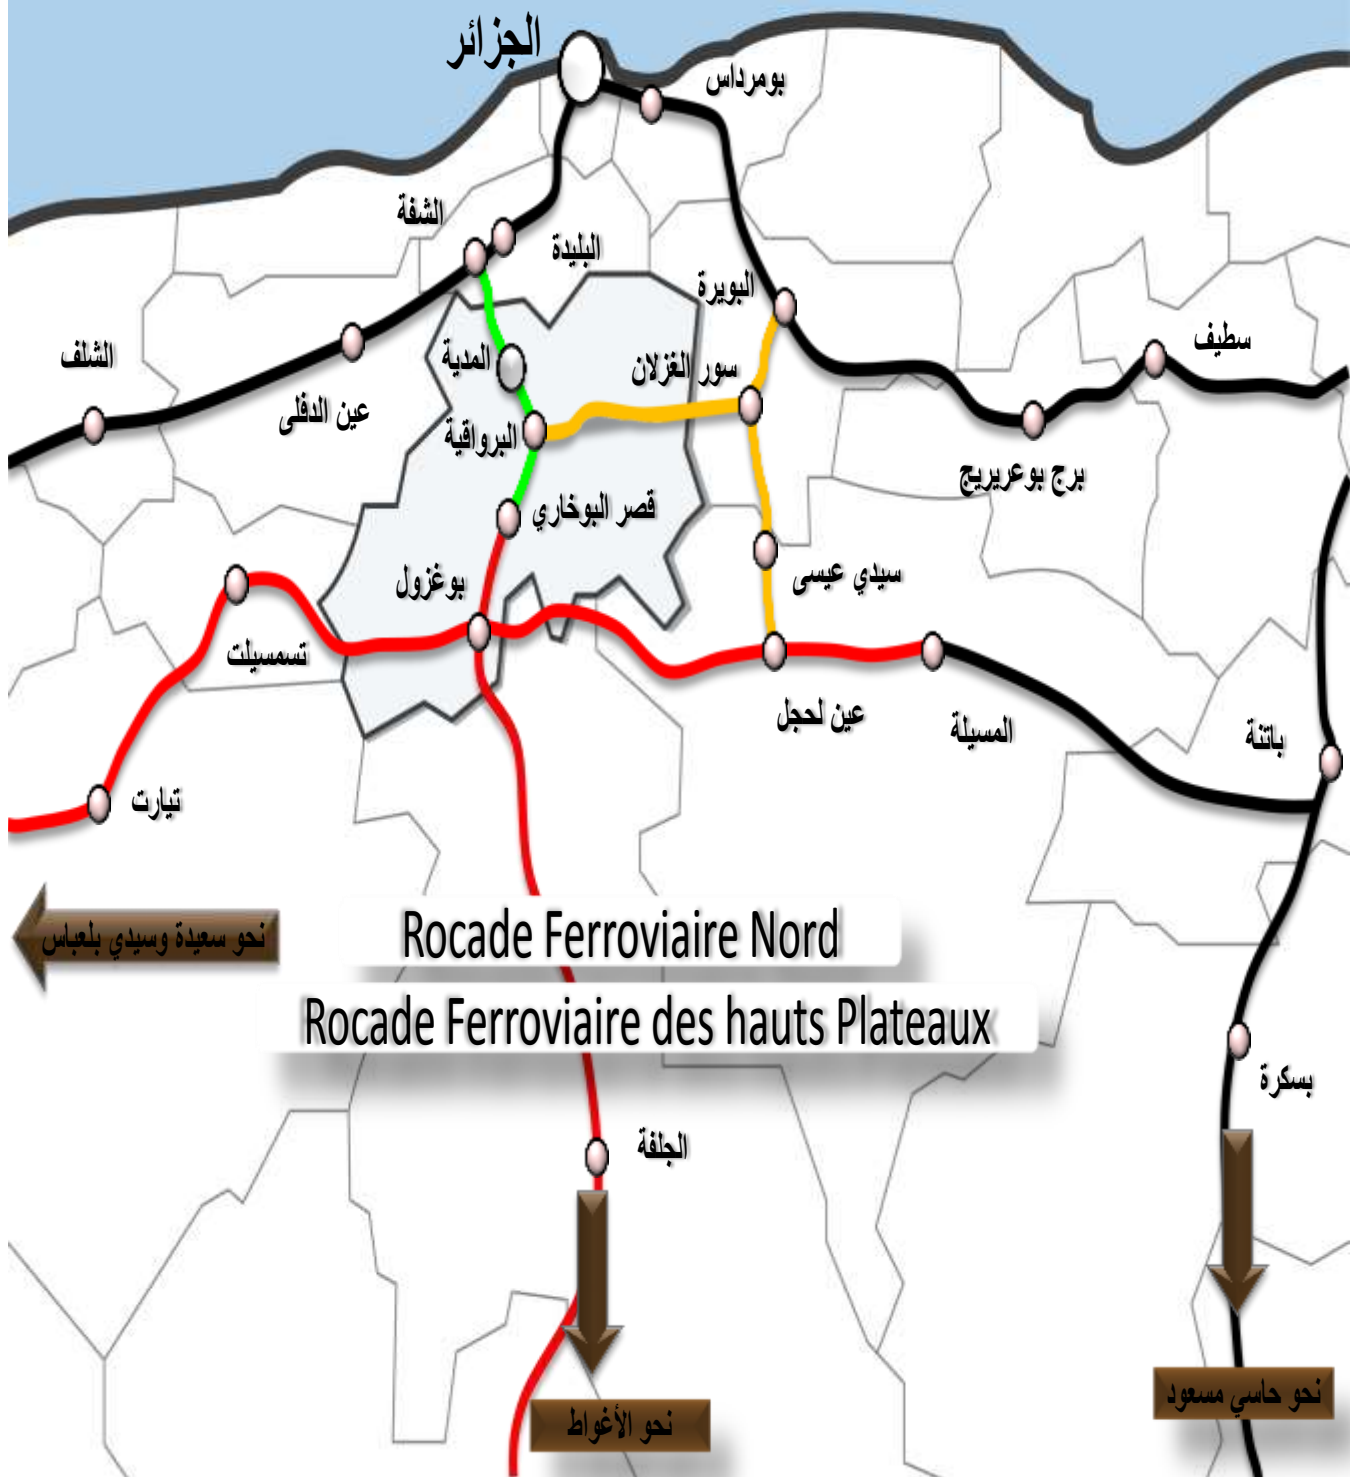 الجزائر
بومرداس
الشفة
البليدة
البويرة
سطيف
الشلف
المدية
سور الغزلان
عين الدفلى
البرواقية
برج بوعريريج
قصر البوخاري
بوغزول
سيدي عيسى
تسمسيلت
عين لحجل
المسيلة
باتنة
تيارت
نحو سعيدة وسيدي بلعباس
Rocade Ferroviaire Nord
Rocade Ferroviaire des hauts Plateaux
بسكرة
الجلفة
نحو حاسي مسعود
نحو الأغواط